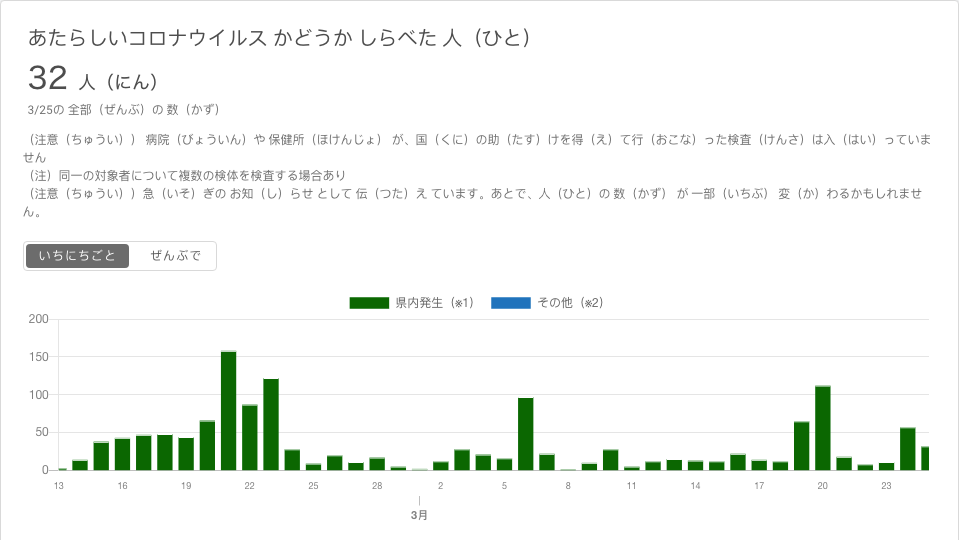 あたらしいコロナウイルス かどうか しらべた 人（ひと）
32 人（にん）
3/25の 全部（ぜんぶ）の 数（かず）
（注意（ちゅうい）） 病院（びょういん）や 保健所（ほけんじょ） が、国（くに）の助（たす）けを得（え）て行（おこな）った検査（けんさ）は入（はい）っていま
せん
（注）同一の対象者について複数の検体を検査する場合あり
（注意（ちゅうい））急（いそ）ぎの お知（し）らせ として 伝（つた）え ています。あとで、人（ひと）の 数（かず） が 一部（いちぶ） 変（か）わるかもしれませ
ん。
いちにちごと ぜんぶで
県内発生（※1） その他（※2）
200
150
100
50
0
13 16 19 22 25 28 2 5 8 11 14 17 20 23
3月